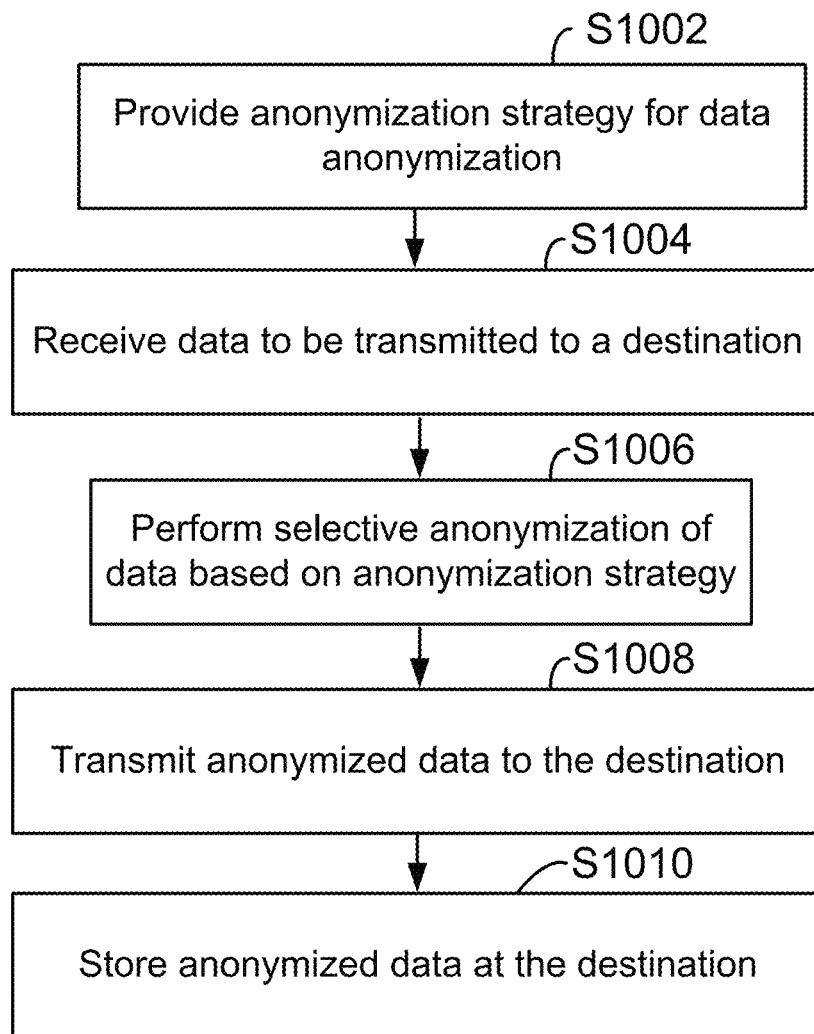 S1002
Provide anonymization strategy for data
anonymization
S1004
Receive data to be transmitted to a destination
S1006
Perform selective anonymization of
data based on anonymization strategy
S1008
Transmit anonymized data to the destination
S1010
Store anonymized data at the destination